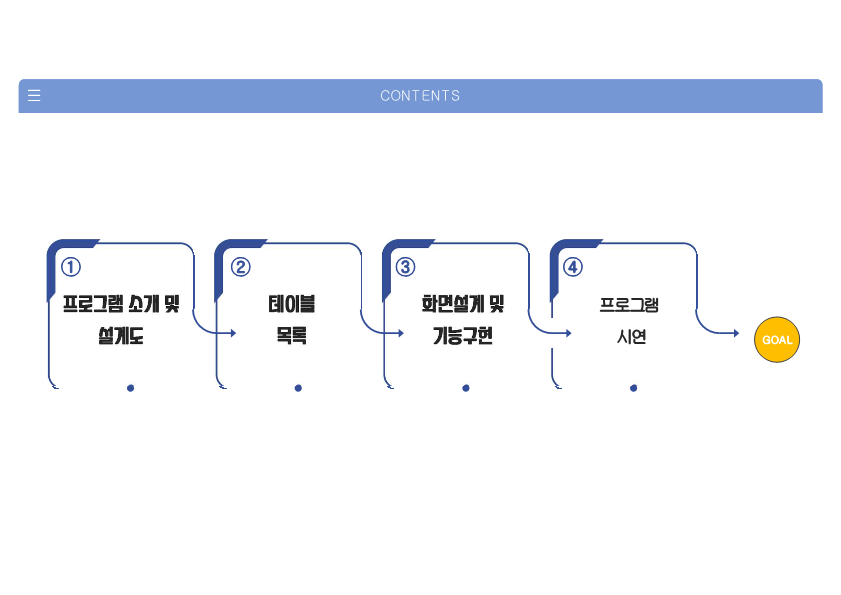 CONTENTS
①
프로그램 소개 및
설계도
②
테이블
목록
③
화면설계 및
기능구현
④
프로그램
시연
GOAL